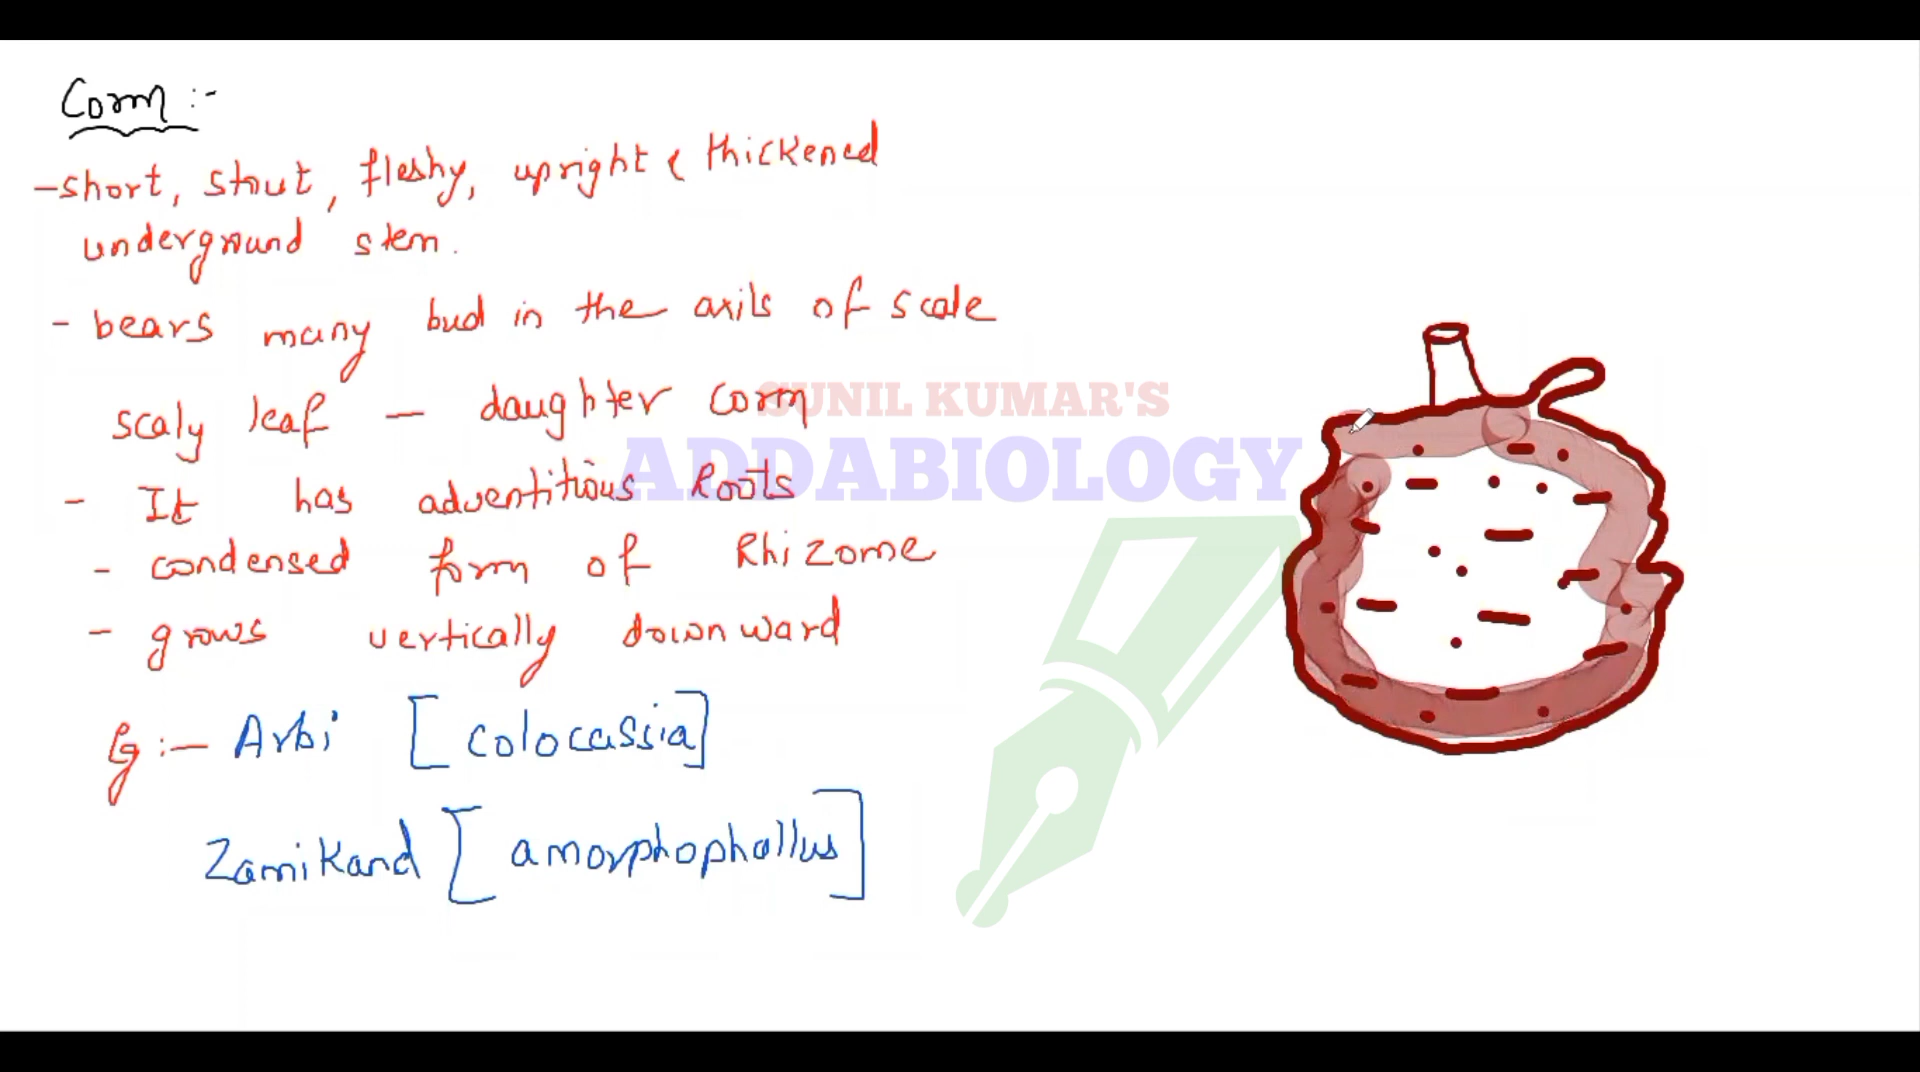 Corm :-
- short, stout, fleshy, upright & thickened
underground stem.
- bears many bud in the axils of scale
scaly leaf — daughter corm
- It has adventitious Roots
- condensed form of Rhizome
- grows vertically downward
Eg :- Arbi [colocassia]
Zamikand [amorphophallus]
SUNIL KUMAR'S
ADDABIOLOGY